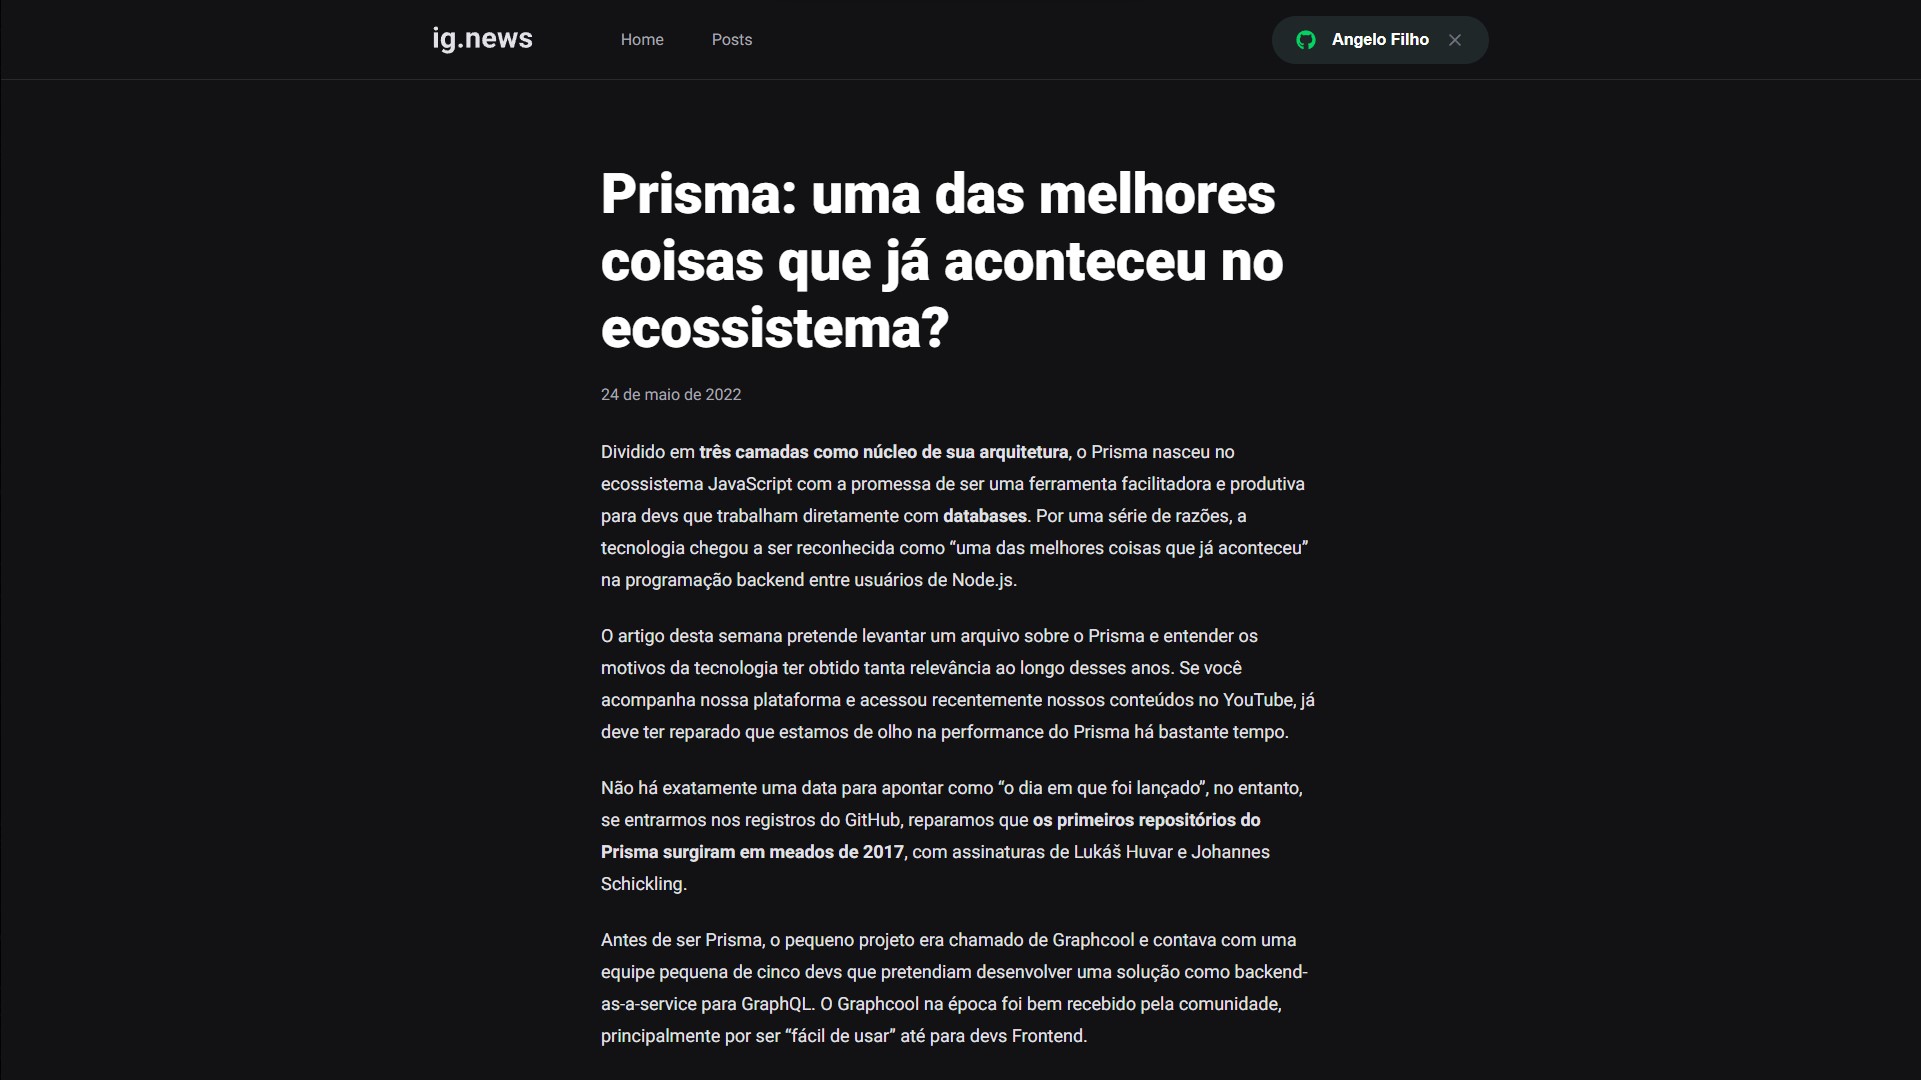 ig.news
Home
Posts
Angelo Filho
Prisma: uma das melhores
coisas que já aconteceu no
ecossistema?
24 de maio de 2022
Dividido em três camadas como núcleo de sua arquitetura, o Prisma nasceu no
ecossistema JavaScript com a promessa de ser uma ferramenta facilitadora e produtiva
para devs que trabalham diretamente com databases. Por uma série de razões, a
tecnologia chegou a ser reconhecida como “uma das melhores coisas que já aconteceu”
na programação backend entre usuários de Node.js.
O artigo desta semana pretende levantar um arquivo sobre o Prisma e entender os
motivos da tecnologia ter obtido tanta relevância ao longo desses anos. Se você
acompanha nossa plataforma e acessou recentemente nossos conteúdos no YouTube, já
deve ter reparado que estamos de olho na performance do Prisma há bastante tempo.
Não há exatamente uma data para apontar como “o dia em que foi lançado”, no entanto,
se entrarmos nos registros do GitHub, reparamos que os primeiros repositórios do
Prisma surgiram em meados de 2017, com assinaturas de Lukáš Huvar e Johannes
Schickling.
Antes de ser Prisma, o pequeno projeto era chamado de Graphcool e contava com uma
equipe pequena de cinco devs que pretendiam desenvolver uma solução como backend-
as-a-service para GraphQL. O Graphcool na época foi bem recebido pela comunidade,
principalmente por ser “fácil de usar” até para devs Frontend.